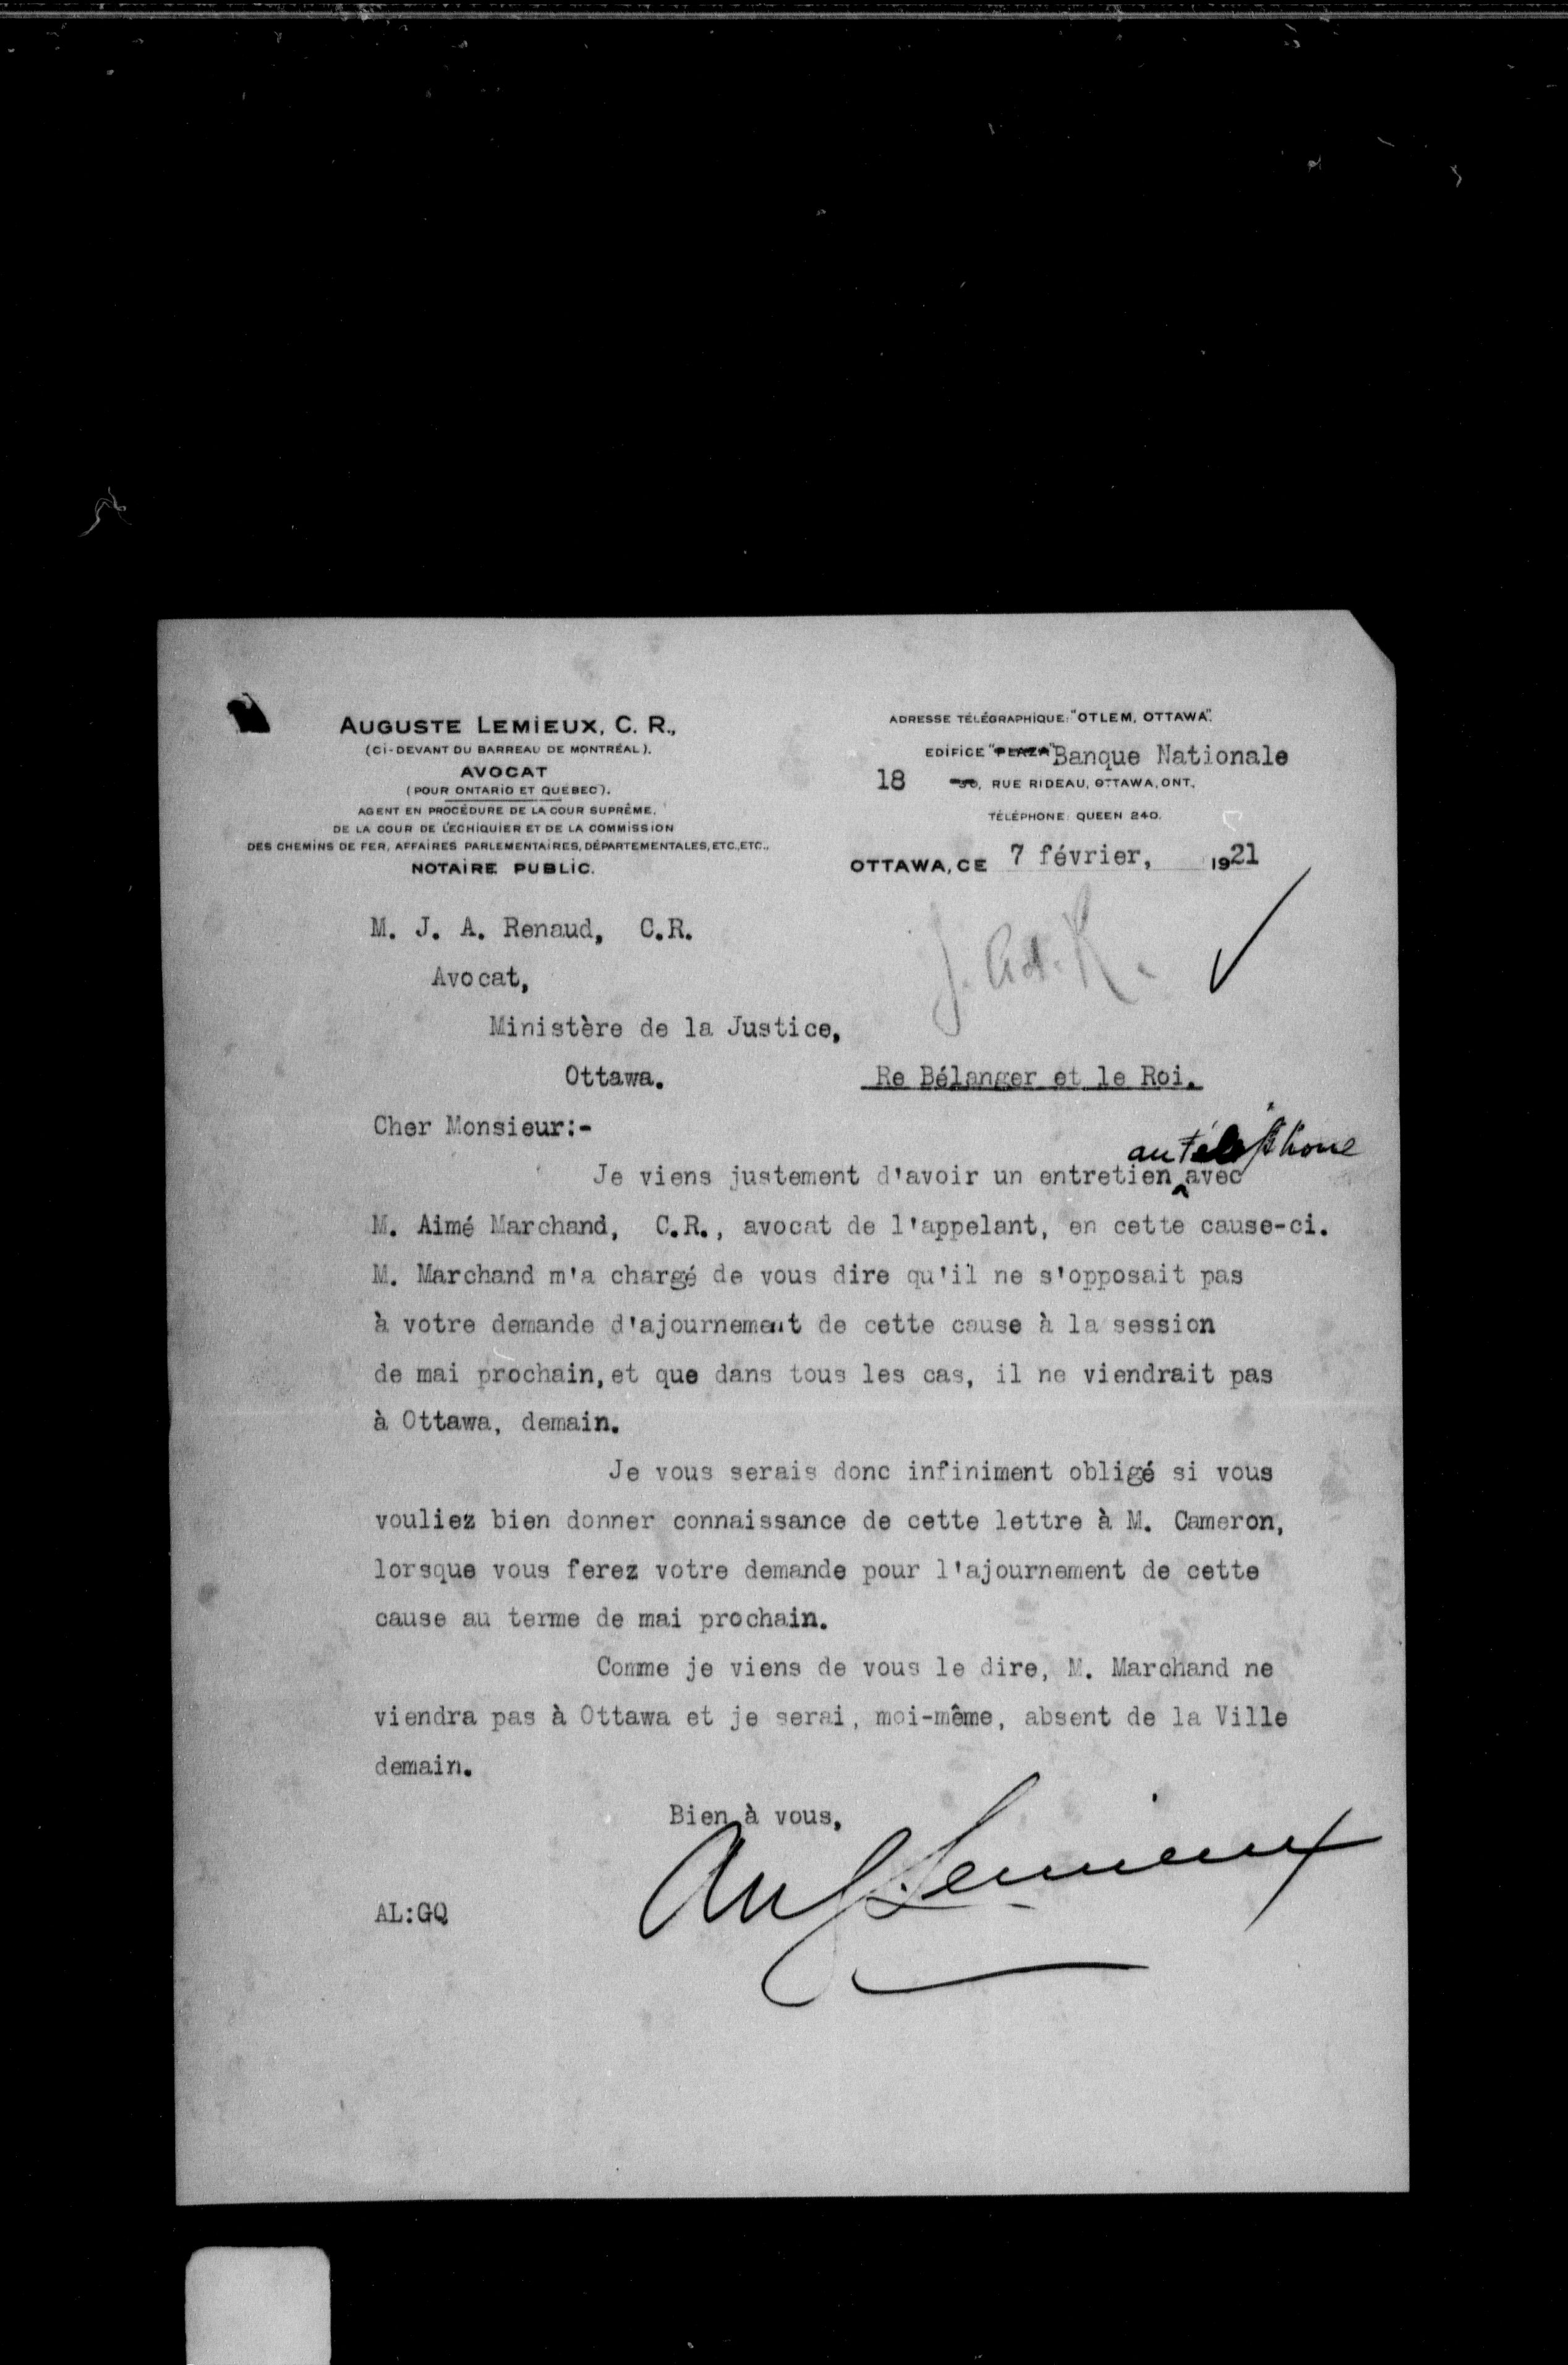 AUGUSTE LEMIEUX, C. R.,
(CI-DEVANT DU BARREAU DE MONTRÉAL).
AVOCAT
(POUR ONTARIO ET QUÉBEC).
AGENT EN PROCÉDURE DE LA COUR SUPRÊME,
DE LA COUR DE L'ECHIQUIER ET DE LA COMMISSION
DES CHEMINS DE FER, AFFAIRES PARLEMENTAIRES, DÉPARTEMENTALES, ETC., ETC.,
NOTAIRE PUBLIC.
ADRESSE TÉLÉGRAPHIQUE: "OTLEM, OTTAWA".
EDIFICE "PLAZA" Banque Nationale
18 RUE RIDEAU, OTTAWA, ONT.
TÉLÉPHONE: QUEEN 240.
OTTAWA, CE 7 février, 1921
J. Ad. R.
M. J. A. Renaud, C.R.
Avocat,
Ministère de la Justice,
Ottawa.
Re Bélanger et le Roi.
Cher Monsieur:-
au téléphone
Je viens justement d'avoir un entretien avec
M. Aimé Marchand, C.R., avocat de l'appelant, en cette cause-ci.
M. Marchand m'a chargé de vous dire qu'il ne s'opposait pas
à votre demande d'ajournement de cette cause à la session
de mai prochain, et que dans tous les cas, il ne viendrait pas
à Ottawa, demain.
Je vous serais donc infiniment obligé si vous
vouliez bien donner connaissance de cette lettre à M. Cameron,
lorsque vous ferez votre demande pour l'ajournement de cette
cause au terme de mai prochain.
Comme je viens de vous le dire, M. Marchand ne
viendra pas à Ottawa et je serai, moi-même, absent de la Ville
demain.
Bien à vous,
Aug. Lemieux
AL:GQ